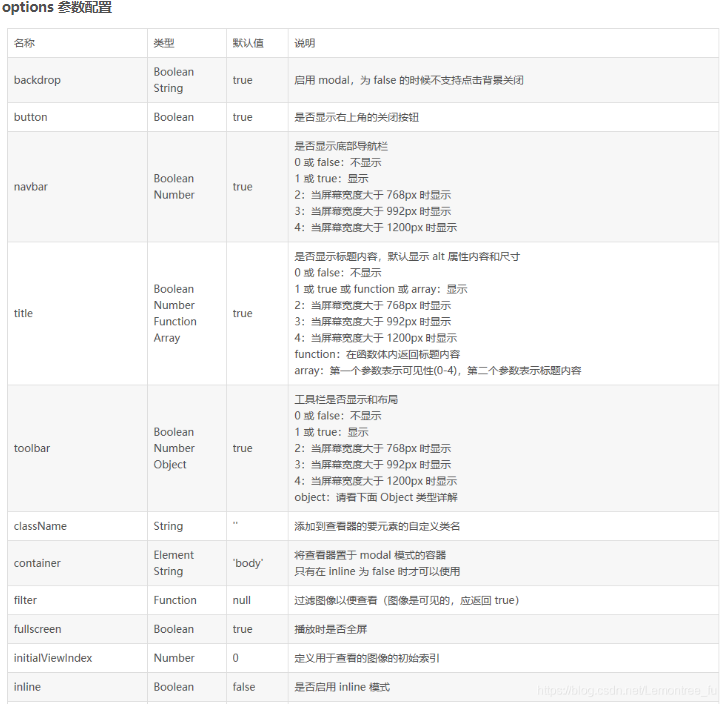 options 参数配置
名称 类型 默认值 说明
backdrop Boolean String true 启用 modal，为 false 的时候不支持点击背景关闭
button Boolean true 是否显示右上角的关闭按钮
navbar Boolean Number true 是否显示底部导航栏
0 或 false：不显示
1 或 true：显示
2：当屏幕宽度大于 768px 时显示
3：当屏幕宽度大于 992px 时显示
4：当屏幕宽度大于 1200px 时显示
title Boolean Number Function Array true 是否显示标题内容，默认显示 alt 属性内容和尺寸
0 或 false：不显示
1 或 true 或 function 或 array：显示
2：当屏幕宽度大于 768px 时显示
3：当屏幕宽度大于 992px 时显示
4：当屏幕宽度大于 1200px 时显示
function：在函数体内返回标题内容
array：第一个参数表示可见性(0-4)，第二个参数表示标题内容
toolbar Boolean Number Object true 工具栏是否显示和布局
0 或 false：不显示
1 或 true：显示
2：当屏幕宽度大于 768px 时显示
3：当屏幕宽度大于 992px 时显示
4：当屏幕宽度大于 1200px 时显示
object：请看下面 Object 类型详解
className String '' 添加到查看器的要元素的自定义类名
container Element String 'body' 将查看器置于 modal 模式的容器
只有在 inline 为 false 时才可以使用
filter Function null 过滤图像以便查看（图像是可见的，应返回 true）
fullscreen Boolean true 播放时是否全屏
initialViewIndex Number 0 定义用于查看的图像的初始索引
inline Boolean false 是否启用 inline 模式
https://blog.csdn.net/Lemontree_fu